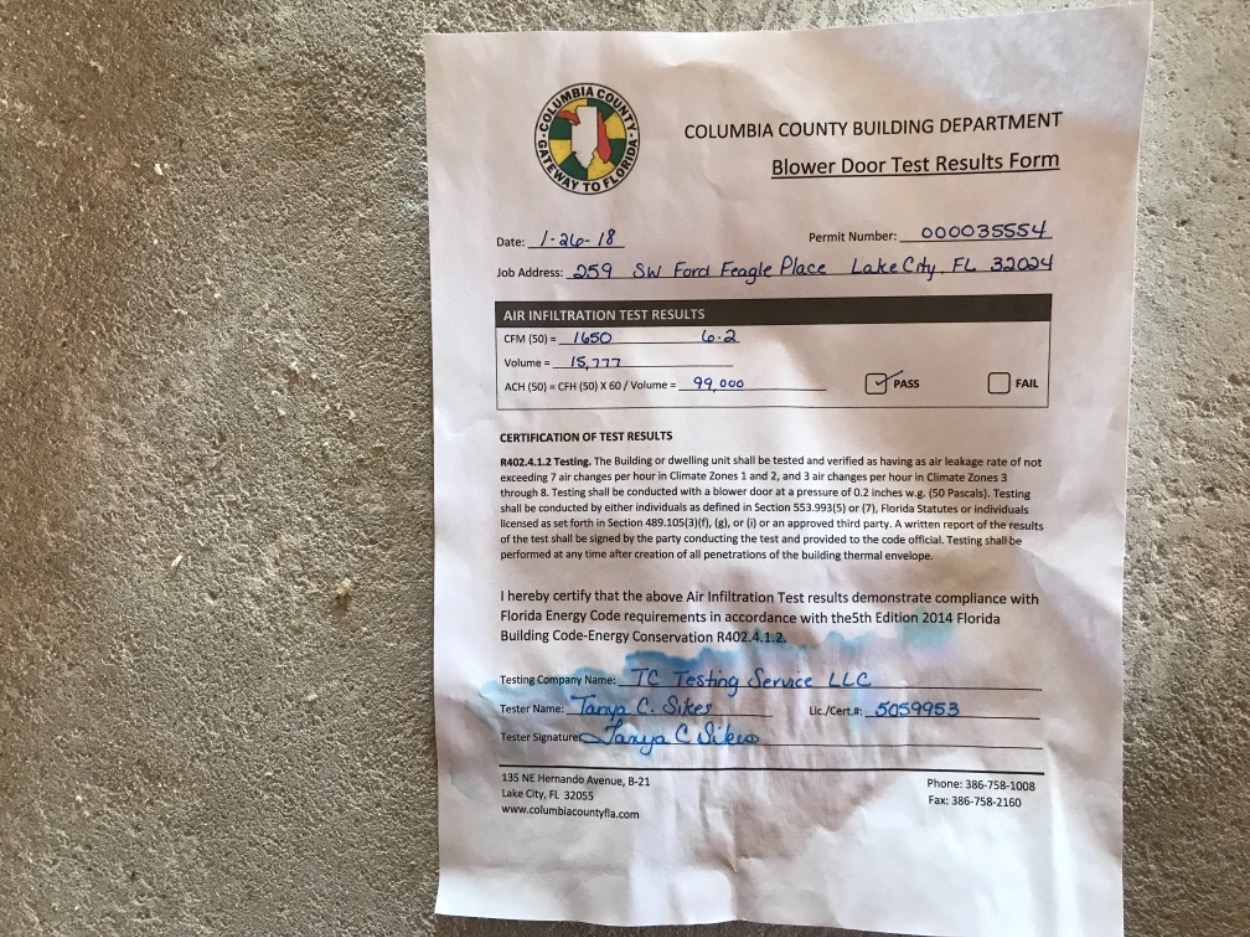 COLUMBIA COUNTY
GATEWAY TO FLORIDA
COLUMBIA COUNTY BUILDING DEPARTMENT
Blower Door Test Results Form
Date: 1-26-18 Permit Number: 000035554
Job Address: 259 SW Ford Feagle Place Lake City, FL 32024
AIR INFILTRATION TEST RESULTS
CFM (50) = 1650 6.2
Volume = 15,777
ACH (50) = CFH (50) X 60 / Volume = 99,000 PASS FAIL
CERTIFICATION OF TEST RESULTS
R402.4.1.2 Testing. The Building or dwelling unit shall be tested and verified as having as air leakage rate of not
exceeding 7 air changes per hour in Climate Zones 1 and 2, and 3 air changes per hour in Climate Zones 3
through 8. Testing shall be conducted with a blower door at a pressure of 0.2 inches w.g. (50 Pascals). Testing
shall be conducted by either individuals as defined in Section 553.993(5) or (7), Florida Statutes or individuals
licensed as set forth in Section 489.105(3)(f), (g), or (i) or an approved third party. A written report of the results
of the test shall be signed by the party conducting the test and provided to the code official. Testing shall be
performed at any time after creation of all penetrations of the building thermal envelope.
I hereby certify that the above Air Infiltration Test results demonstrate compliance with
Florida Energy Code requirements in accordance with the5th Edition 2014 Florida
Building Code-Energy Conservation R402.4.1.2.
Testing Company Name: TC Testing Service LLC
Tester Name: Tanya C. Sikes Lic./Cert.#: 5059953
Tester Signature: Tanya C Sikes
135 NE Hernando Avenue, B-21 Phone: 386-758-1008
Lake City, FL 32055 Fax: 386-758-2160
www.columbiacountyfla.com